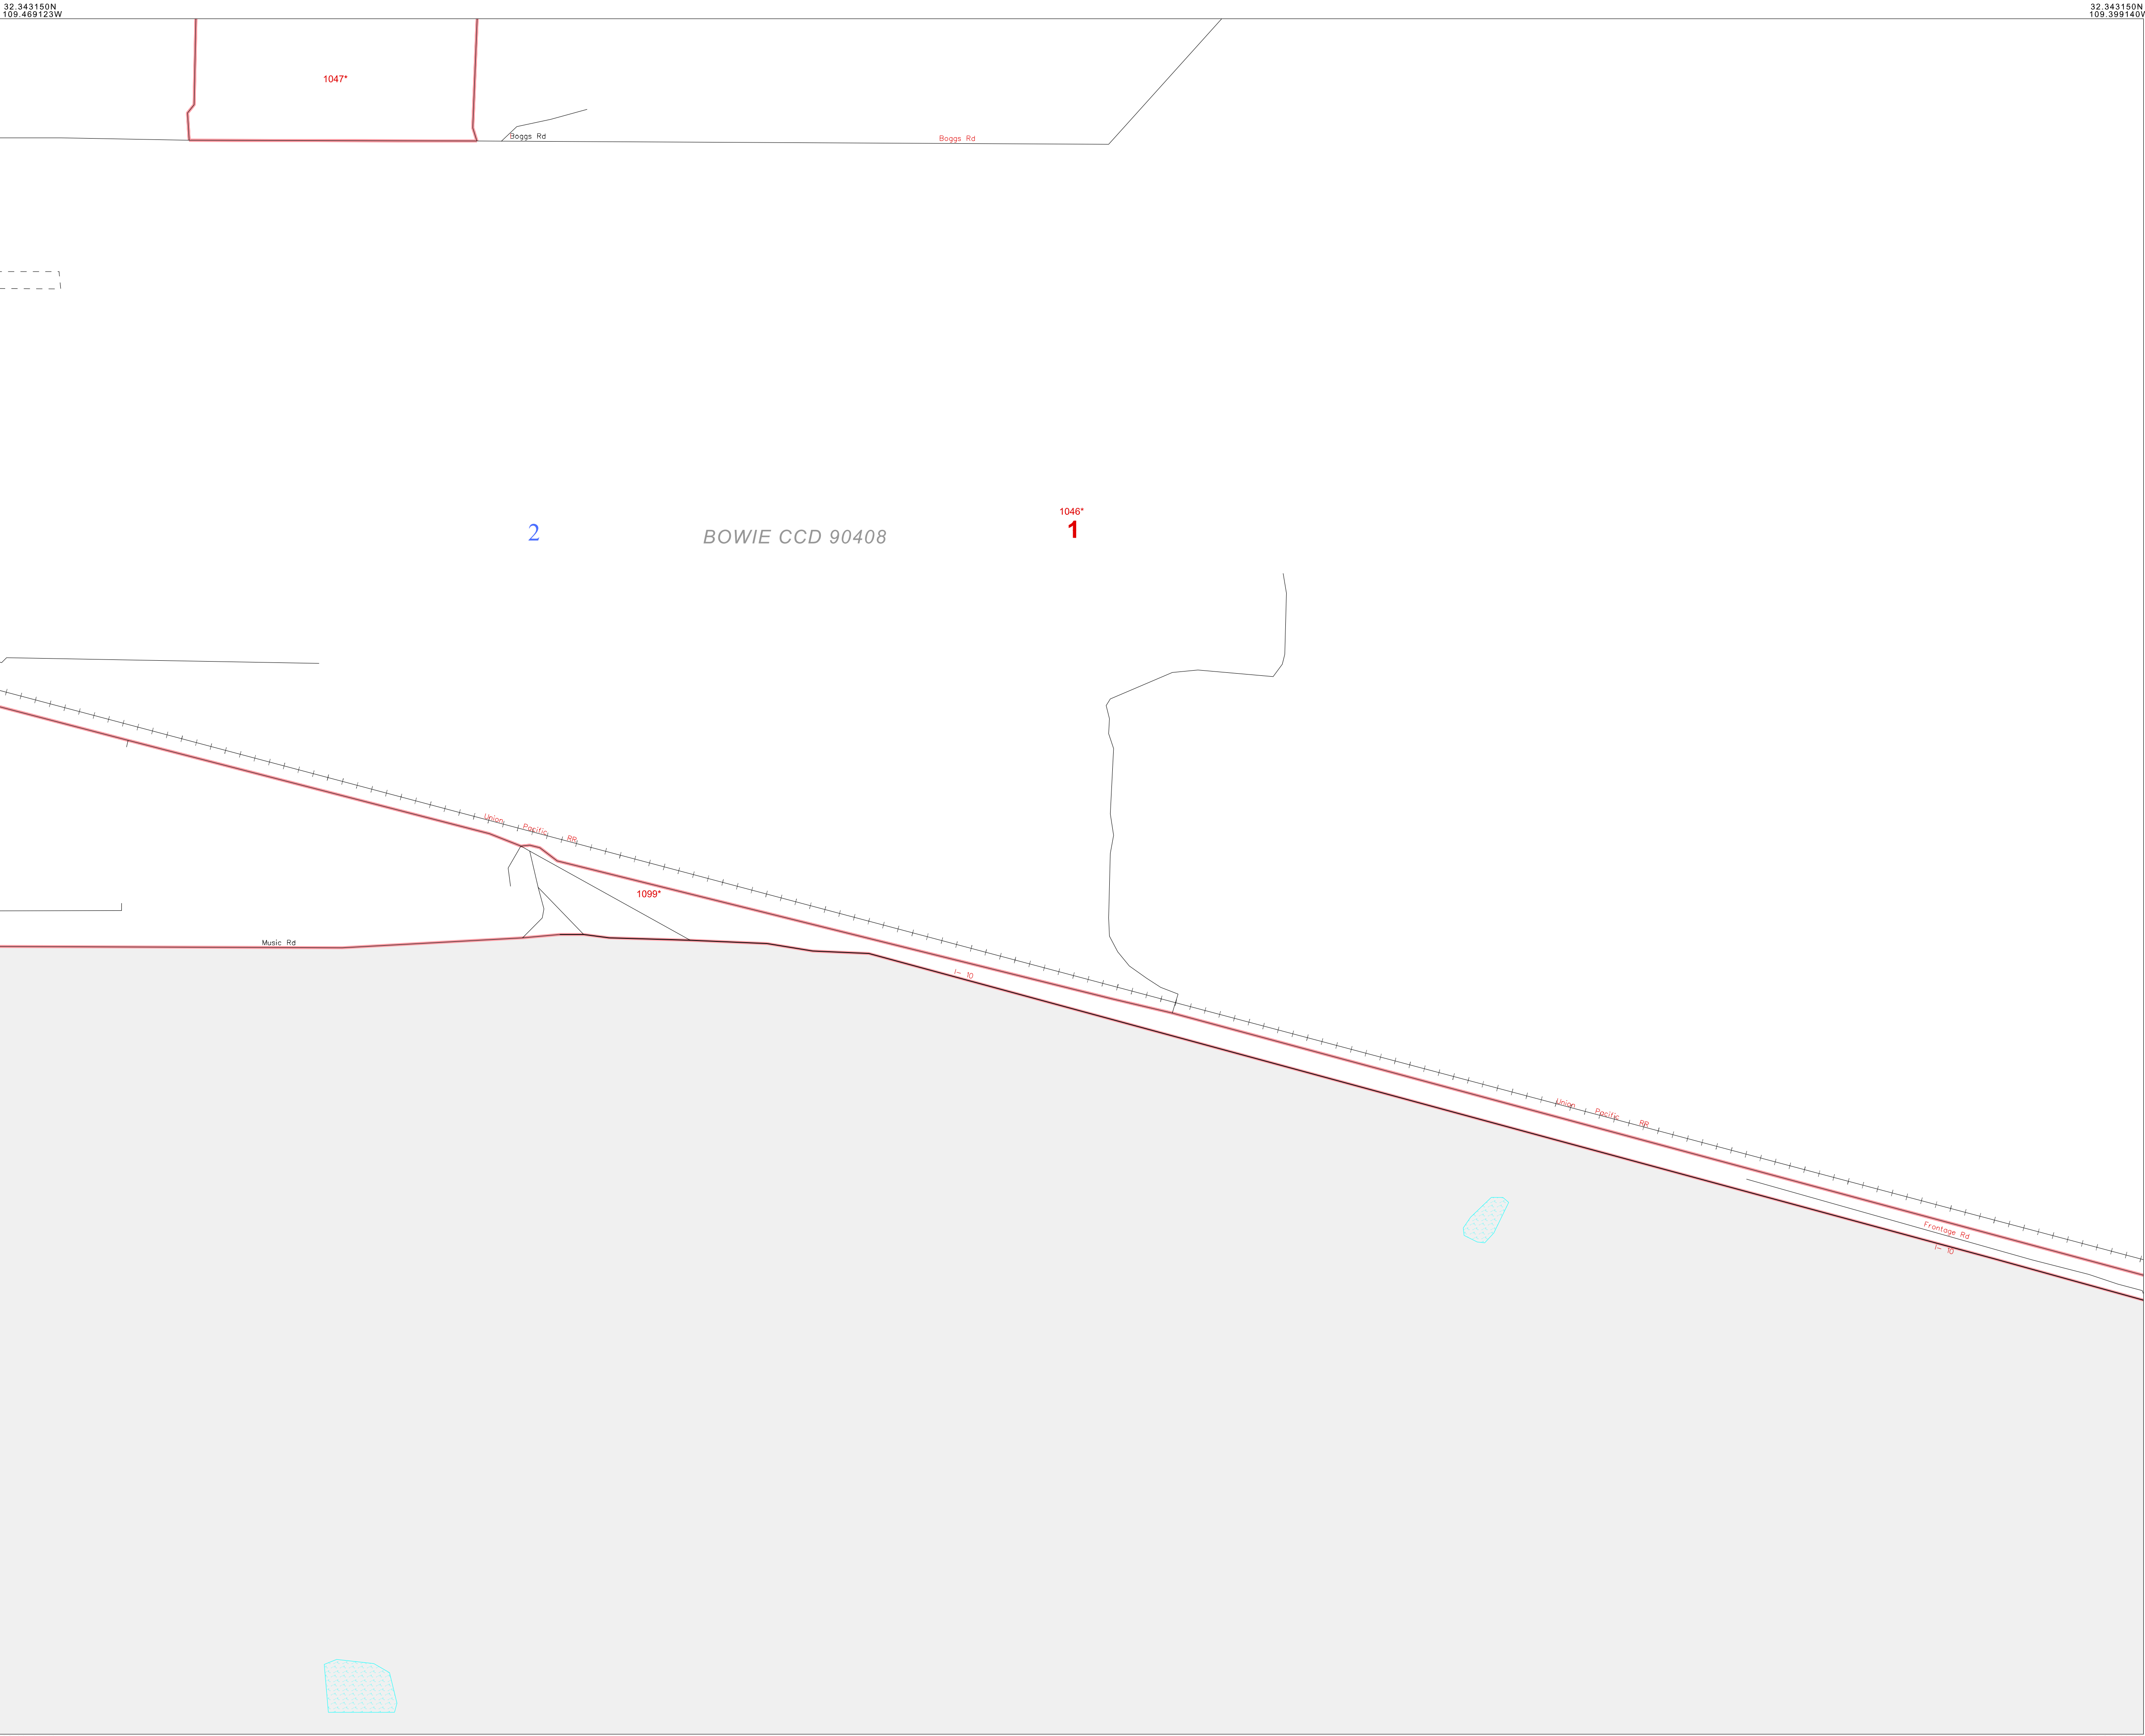 32.343150N
109.469123W
32.343150N
109.399140W
1047*
Boggs Rd
Boggs Rd
1046*
1
2
BOWIE CCD 90408
Union Pacific RR
1099*
Music Rd
I- 10
Union Pacific RR
Frontage Rd
I- 10